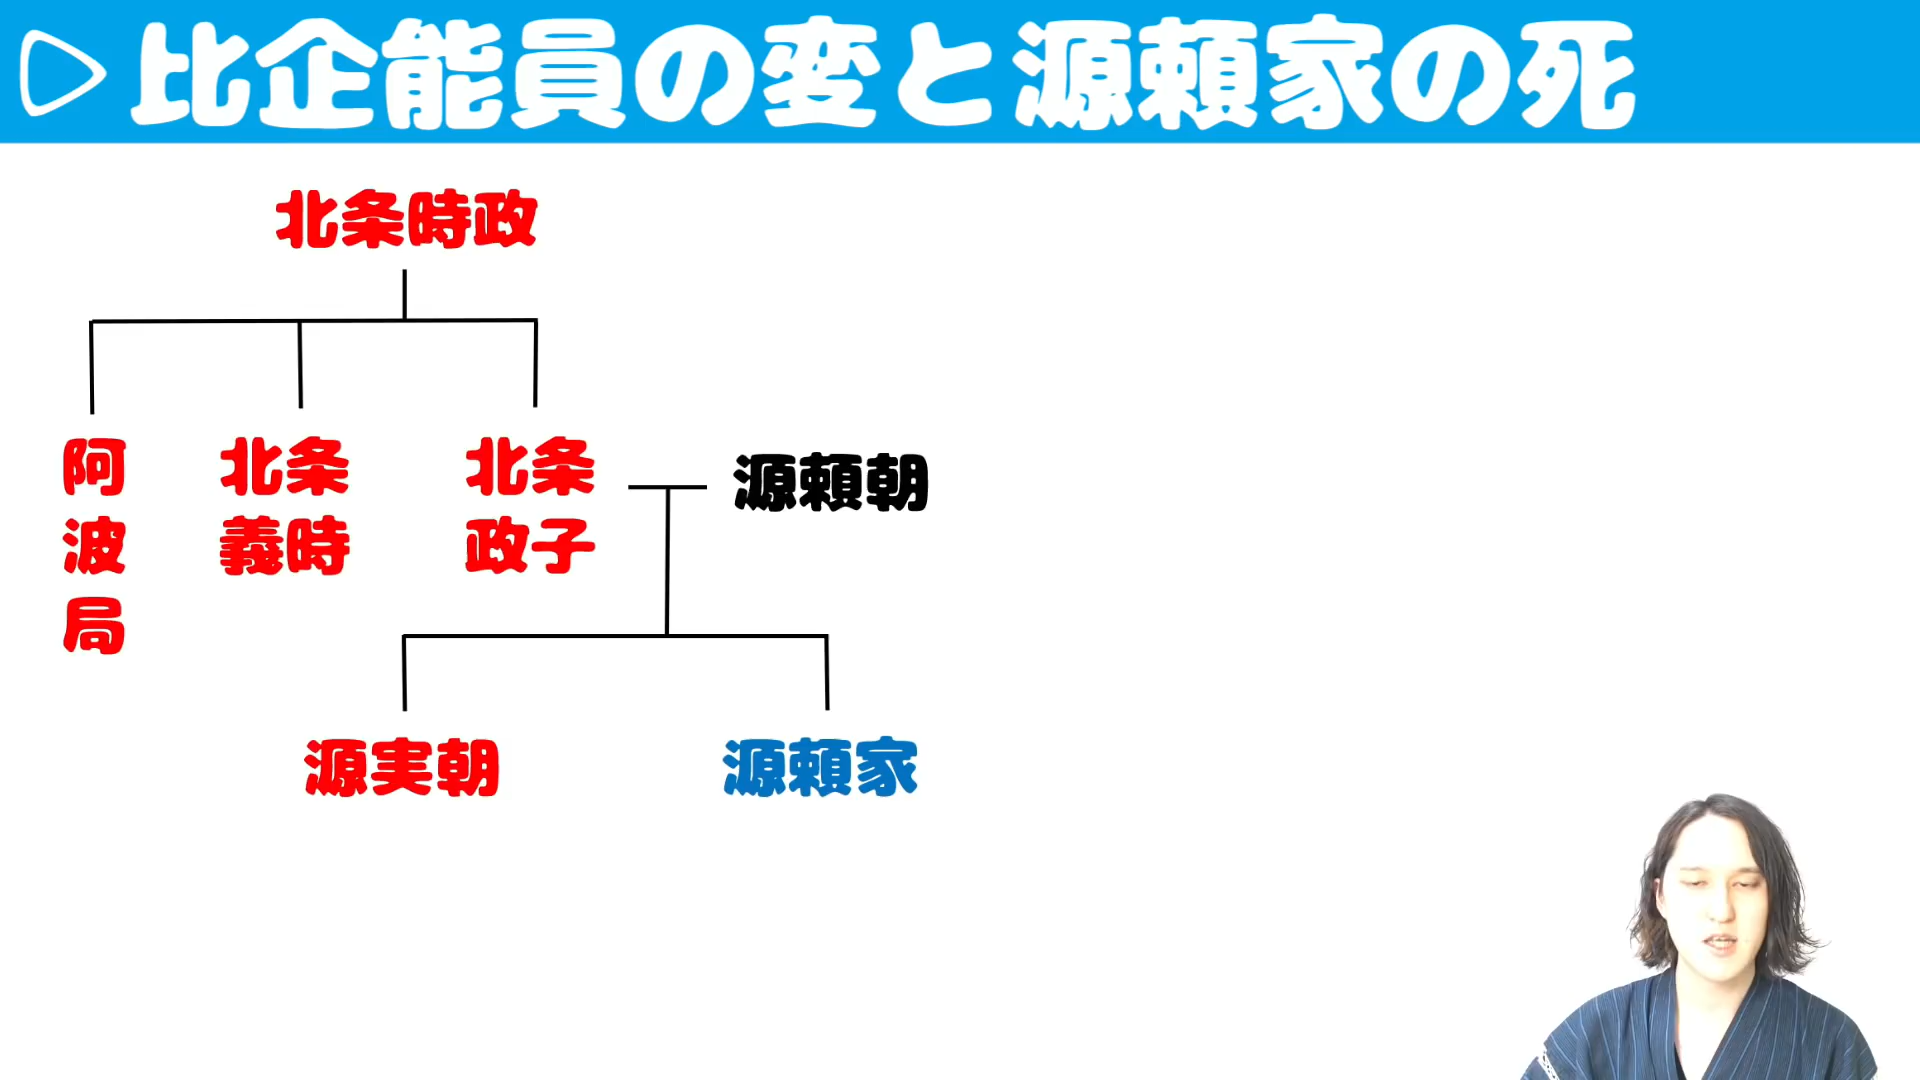 比企能員の変と源頼家の死
北条時政
阿波局
北条
義時
北条
政子
源頼朝
源実朝
源頼家